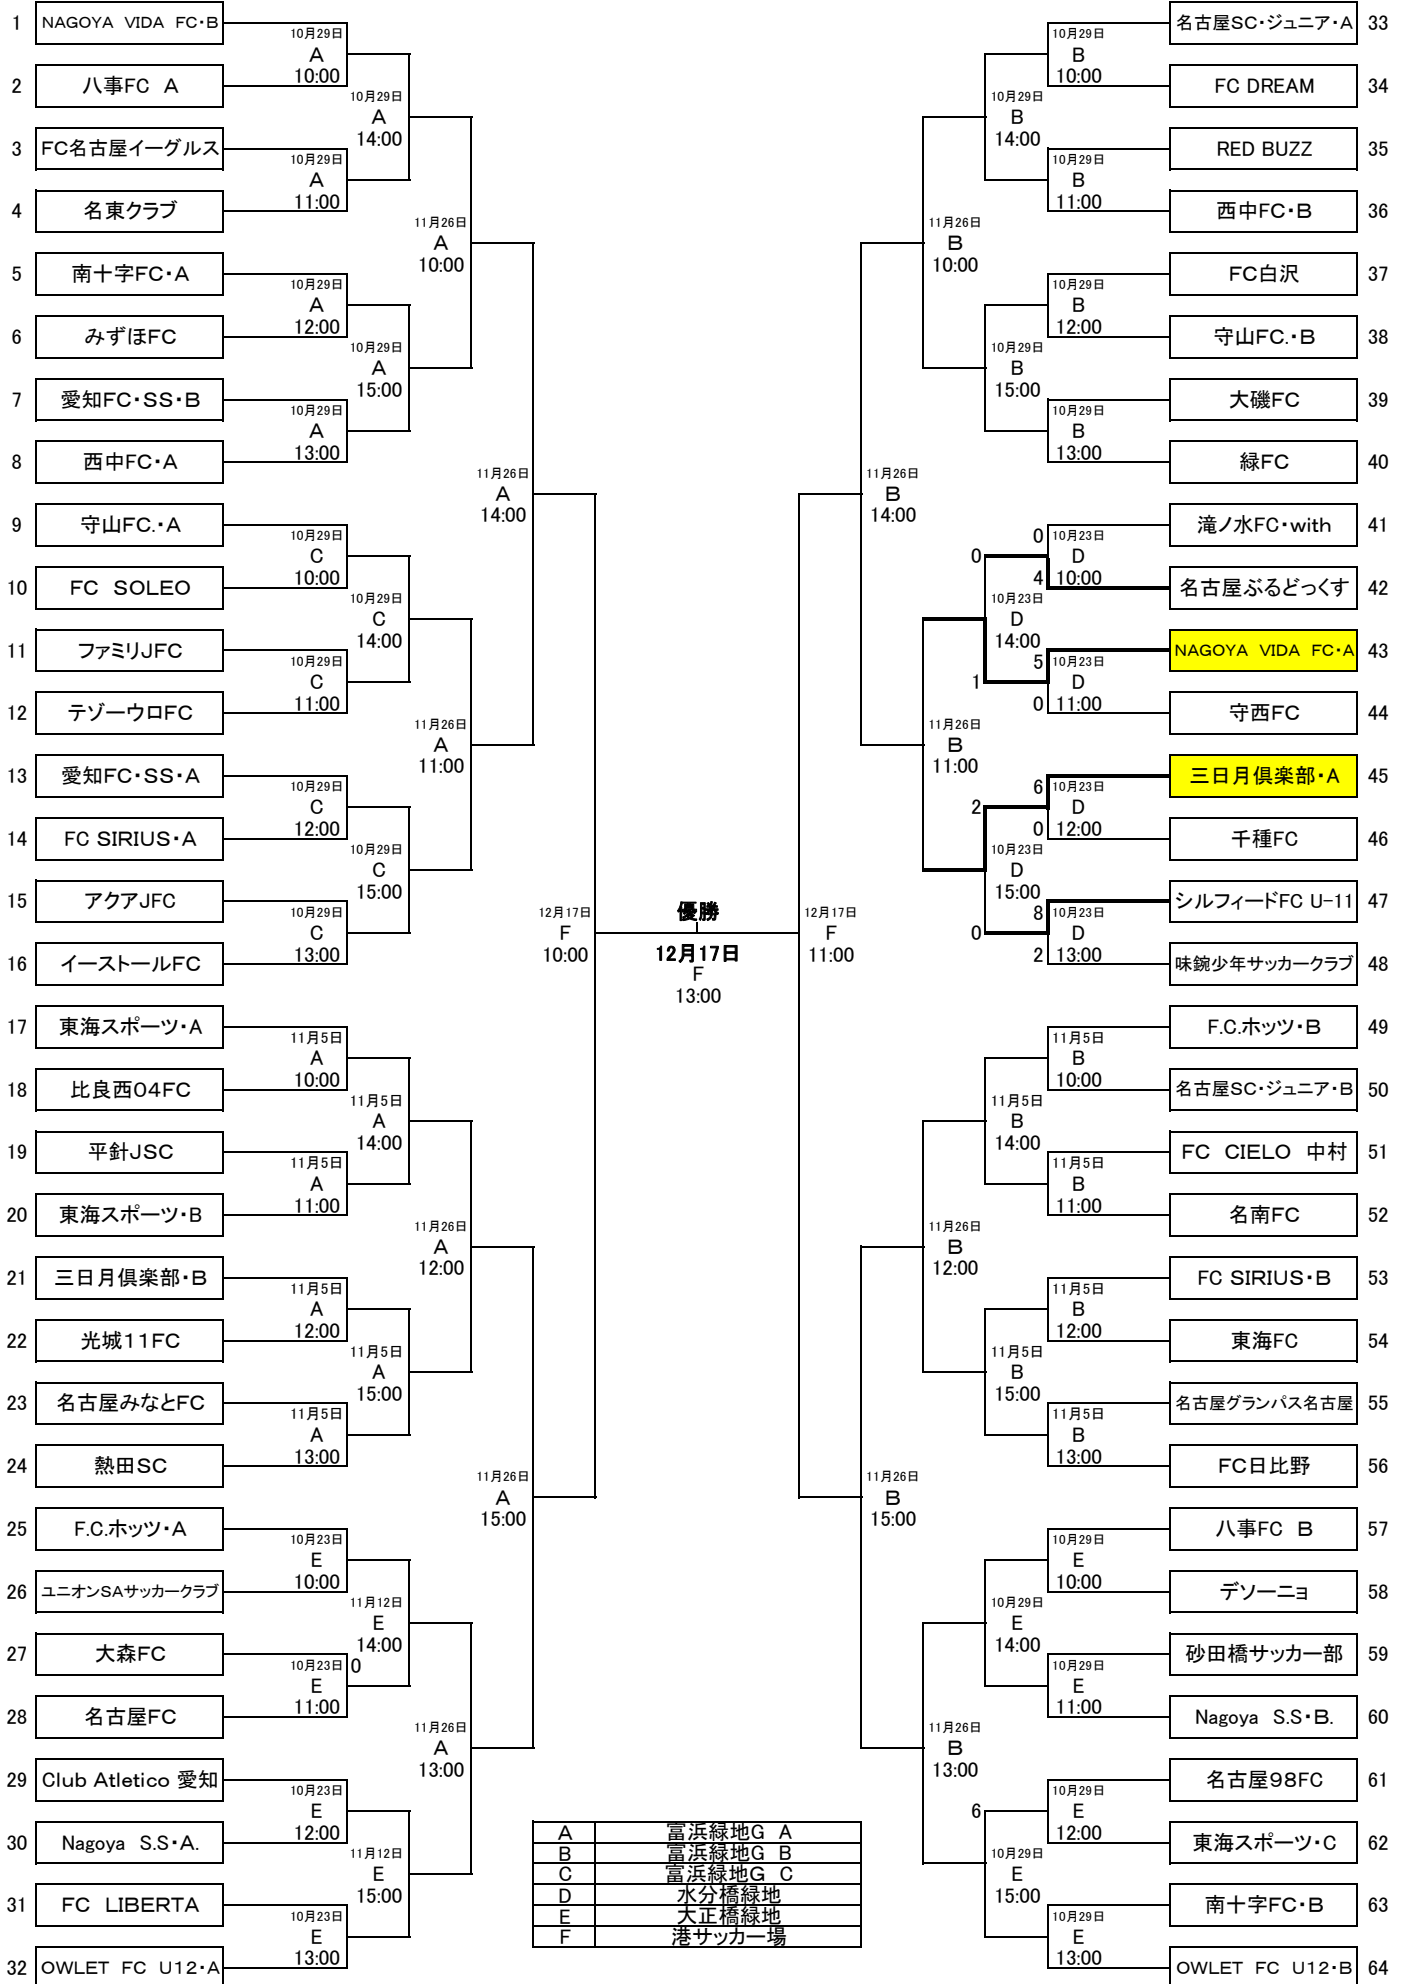 1 NAGOYA VIDA FC・B
10月29日
A
10:00
2 八事FC A
10月29日
A
14:00
3 FC名古屋イーグルス
10月29日
A
11:00
4 名東クラブ
11月26日
A
10:00
5 南十字FC・A
10月29日
A
12:00
6 みずほFC
10月29日
A
15:00
7 愛知FC・SS・B
10月29日
A
13:00
8 西中FC・A
11月26日
A
14:00
9 守山FC.・A
10月29日
C
10:00
10 FC SOLEO
10月29日
C
14:00
11 ファミリJFC
10月29日
C
11:00
12 テゾーウロFC
11月26日
A
11:00
13 愛知FC・SS・A
10月29日
C
12:00
14 FC SIRIUS・A
10月29日
C
15:00
15 アクアJFC
10月29日
C
13:00
16 イーストールFC
12月17日
F
10:00
17 東海スポーツ・A
11月5日
A
10:00
18 比良西04FC
11月5日
A
14:00
19 平針JSC
11月5日
A
11:00
20 東海スポーツ・B
11月26日
A
12:00
21 三日月倶楽部・B
11月5日
A
12:00
22 光城11FC
11月5日
A
15:00
23 名古屋みなとFC
11月5日
A
13:00
24 熱田SC
11月26日
A
15:00
25 F.C.ホッツ・A
10月23日
E
10:00
26 ユニオンSAサッカークラブ
11月12日
E
14:00
27 大森FC
10月23日 0
E
11:00
28 名古屋FC
11月26日
A
13:00
29 Club Atletico 愛知
10月23日
E
12:00
30 Nagoya S.S・A.
11月12日
E
15:00
31 FC LIBERTA
10月23日
E
13:00
32 OWLET FC U12・A
優勝
12月17日
F
13:00
名古屋SC・ジュニア・A 33
10月29日
B
10:00
FC DREAM 34
10月29日
B
14:00
RED BUZZ 35
10月29日
B
11:00
西中FC・B 36
11月26日
B
10:00
FC白沢 37
10月29日
B
12:00
守山FC.・B 38
10月29日
B
15:00
大磯FC 39
10月29日
B
13:00
緑FC 40
11月26日
B
14:00
滝ノ水FC・with 41
0 10月23日
0 D
4 10:00
名古屋ぶるどっくす 42
10月23日
D
14:00
NAGOYA VIDA FC・A 43
5 10月23日
1 D
0 11:00
守西FC 44
11月26日
B
11:00
三日月倶楽部・A 45
6 10月23日
2 D
0 12:00
千種FC 46
10月23日
D
15:00
シルフィードFC U-11 47
8 10月23日
0 D
2 13:00
味鋺少年サッカークラブ 48
12月17日
F
11:00
F.C.ホッツ・B 49
11月5日
B
10:00
名古屋SC・ジュニア・B 50
11月5日
B
14:00
FC CIELO 中村 51
11月5日
B
11:00
名南FC 52
11月26日
B
12:00
FC SIRIUS・B 53
11月5日
B
12:00
東海FC 54
11月5日
B
15:00
名古屋グランパス名古屋 55
11月5日
B
13:00
FC日比野 56
11月26日
B
15:00
八事FC B 57
10月29日
E
10:00
デソーニョ 58
10月29日
E
14:00
砂田橋サッカー部 59
10月29日
E
11:00
Nagoya S.S・B. 60
11月26日
B
13:00
名古屋98FC 61
10月29日
6 E
12:00
東海スポーツ・C 62
10月29日
E
15:00
南十字FC・B 63
10月29日
E
13:00
OWLET FC U12・B 64
A 富浜緑地G A
B 富浜緑地G B
C 富浜緑地G C
D 水分橋緑地
E 大正橋緑地
F 港サッカー場